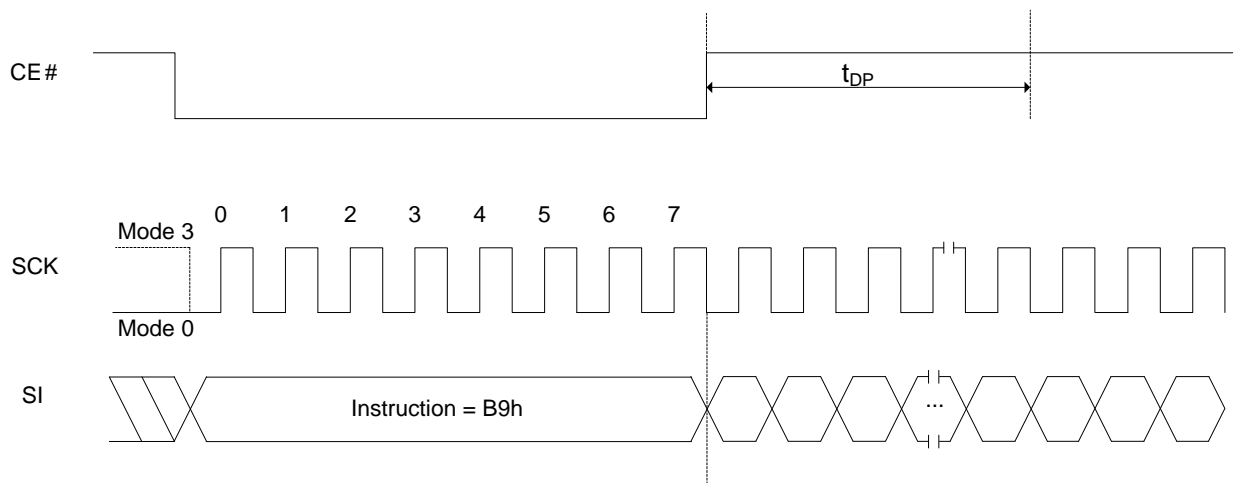 CE#
tDP
0 1 2 3 4 5 6 7
Mode 3
SCK
Mode 0
SI
Instruction = B9h
...